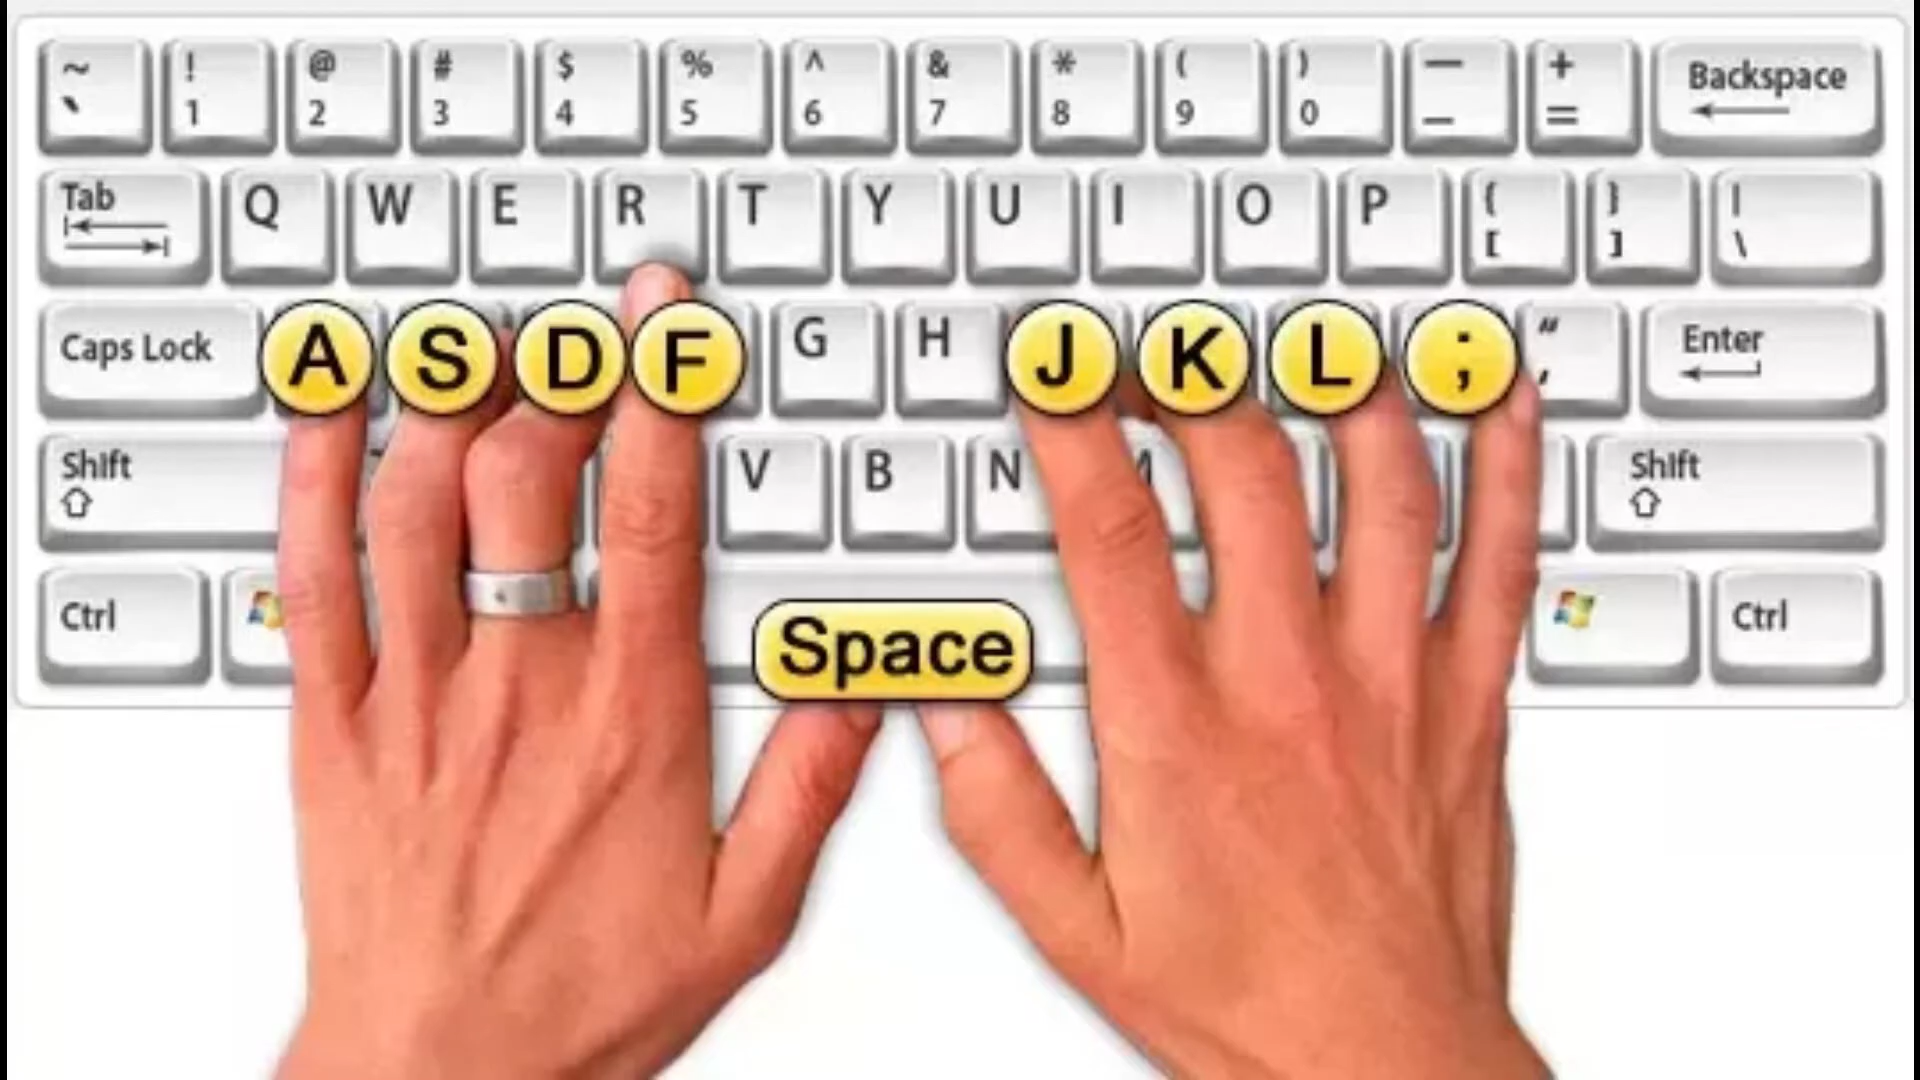 ~ ! @ # $ % ^ & * ( ) — + Backspace
` 1 2 3 4 5 6 7 8 9 0 _ =
Tab Q W E R T Y U I O P { } |
[ ] \
Caps Lock A S D F G H J K L ; " Enter
,
Shift V B N Shift
Ctrl Space Ctrl